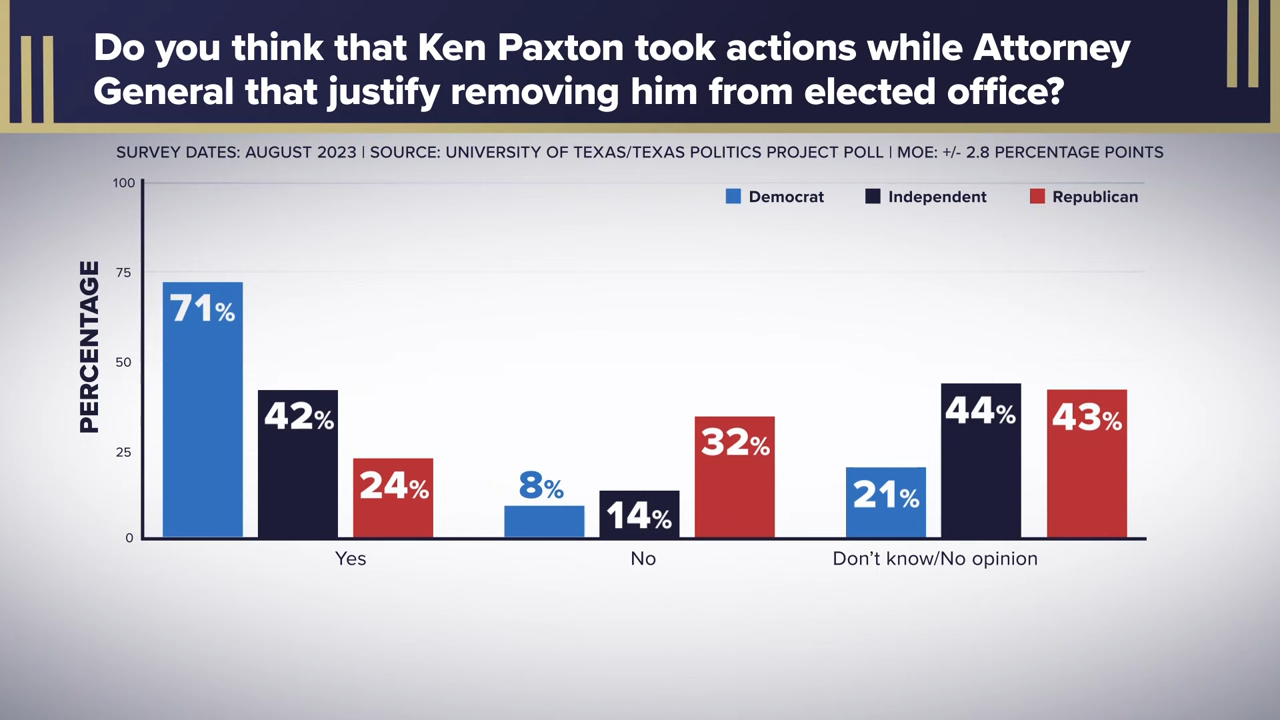 Do you think that Ken Paxton took actions while Attorney
General that justify removing him from elected office?
SURVEY DATES: AUGUST 2023 | SOURCE: UNIVERSITY OF TEXAS/TEXAS POLITICS PROJECT POLL | MOE: +/- 2.8 PERCENTAGE POINTS
Democrat
Independent
Republican
PERCENTAGE
100
75
50
25
0
71%
42%
24%
8%
14%
32%
21%
44%
43%
Yes
No
Don't know/No opinion